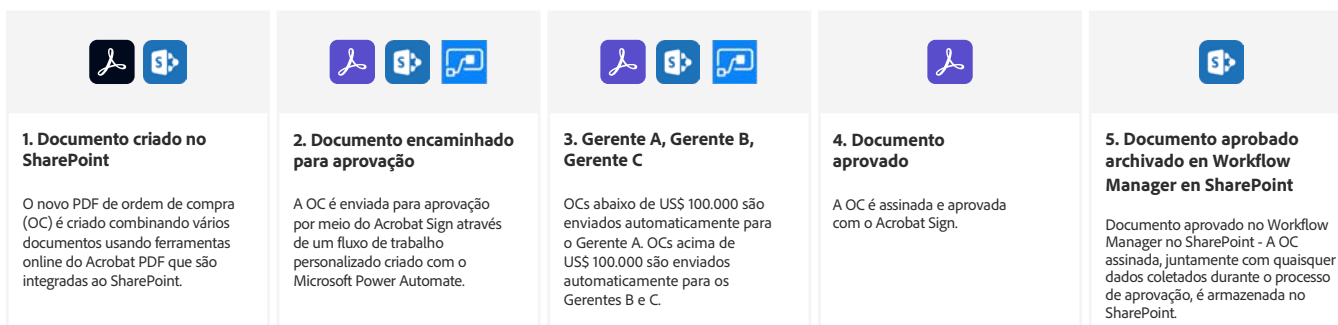 1. Documento criado no
SharePoint
O novo PDF de ordem de compra
(OC) é criado combinando vários
documentos usando ferramentas
online do Acrobat PDF que são
integradas ao SharePoint.
2. Documento encaminhado
para aprovação
A OC é enviada para aprovação
por meio do Acrobat Sign através
de um fluxo de trabalho
personalizado criado com o
Microsoft Power Automate.
3. Gerente A, Gerente B,
Gerente C
OCs abaixo de US$ 100.000 são
enviados automaticamente para
o Gerente A. OCs acima de
US$ 100.000 são enviados
automaticamente para os
Gerentes B e C.
4. Documento
aprovado
A OC é assinada e aprovada
com o Acrobat Sign.
5. Documento aprobado
archivado en Workflow
Manager en SharePoint
Documento aprovado no Workflow
Manager no SharePoint - A OC
assinada, juntamente com quaisquer
dados coletados durante o processo
de aprovação, é armazenada no
SharePoint.